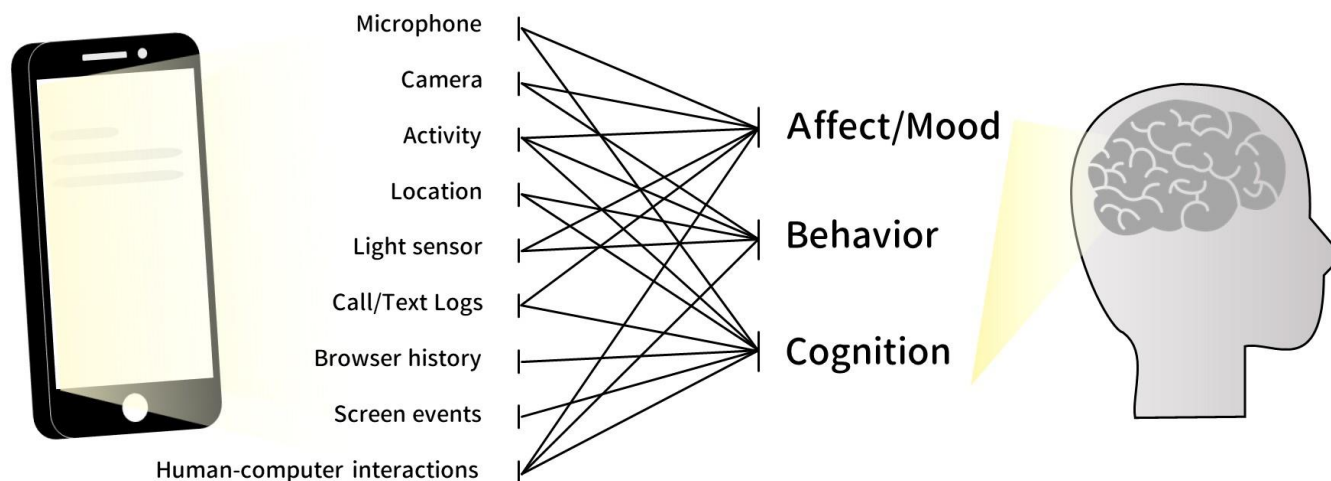 Microphone
Camera
Activity
Location
Light sensor
Call/Text Logs
Browser history
Screen events
Human-computer interactions
Affect/Mood
Behavior
Cognition